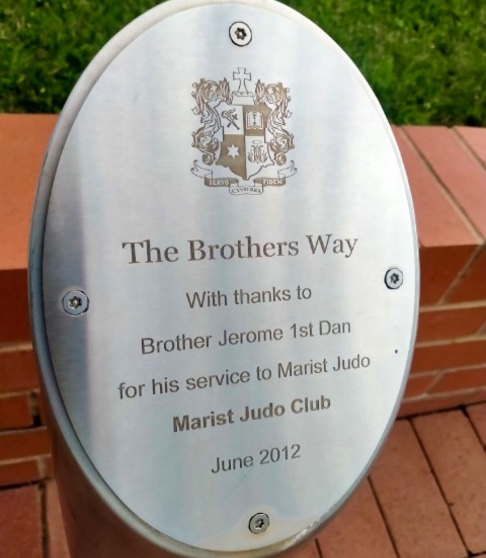 SERVO FIDEM
CANBERRA
The Brothers Way
With thanks to
Brother Jerome 1st Dan
for his service to Marist Judo
Marist Judo Club
June 2012